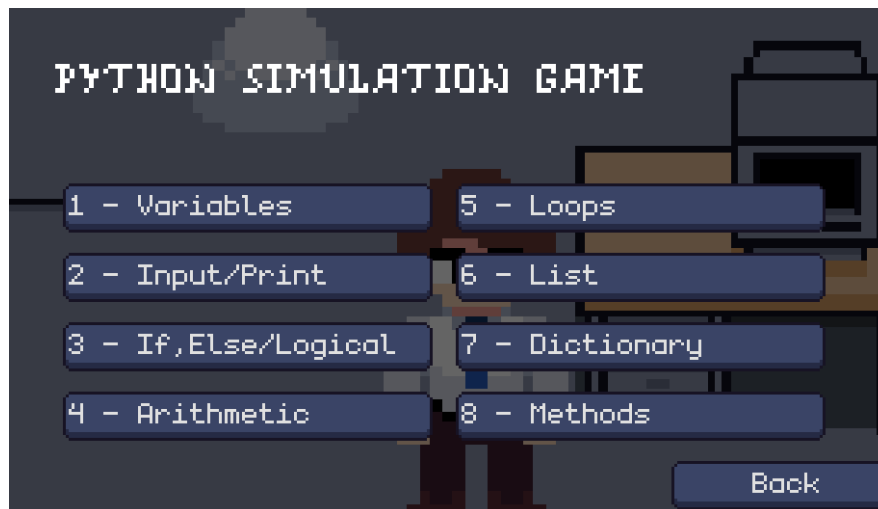 PYTHON SIMULATION GAME
1 - Variables
2 - Input/Print
3 - If,Else/Logical
4 - Arithmetic
5 - Loops
6 - List
7 - Dictionary
8 - Methods
Back